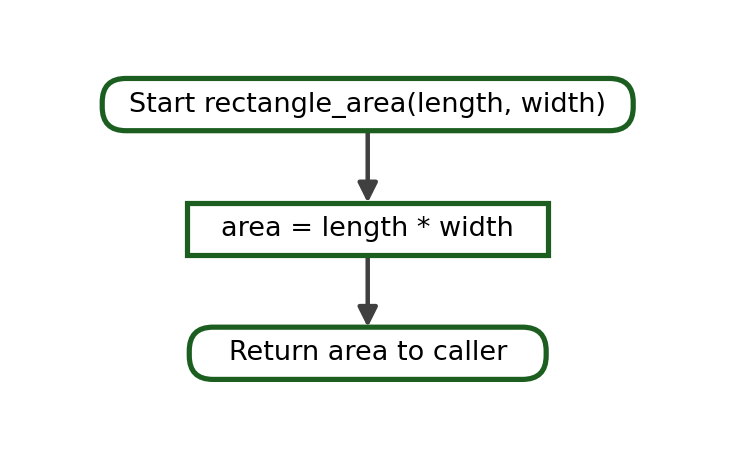 Start rectangle_area(length, width)
area = length * width
Return area to caller